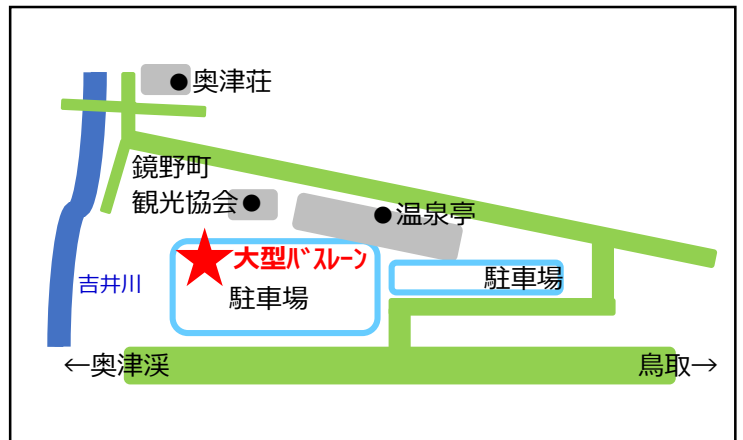 奥津荘
鏡野町
観光協会
温泉亭
大型ﾊﾞｽﾚｰﾝ
駐車場
駐車場
吉井川
←奥津渓
鳥取→